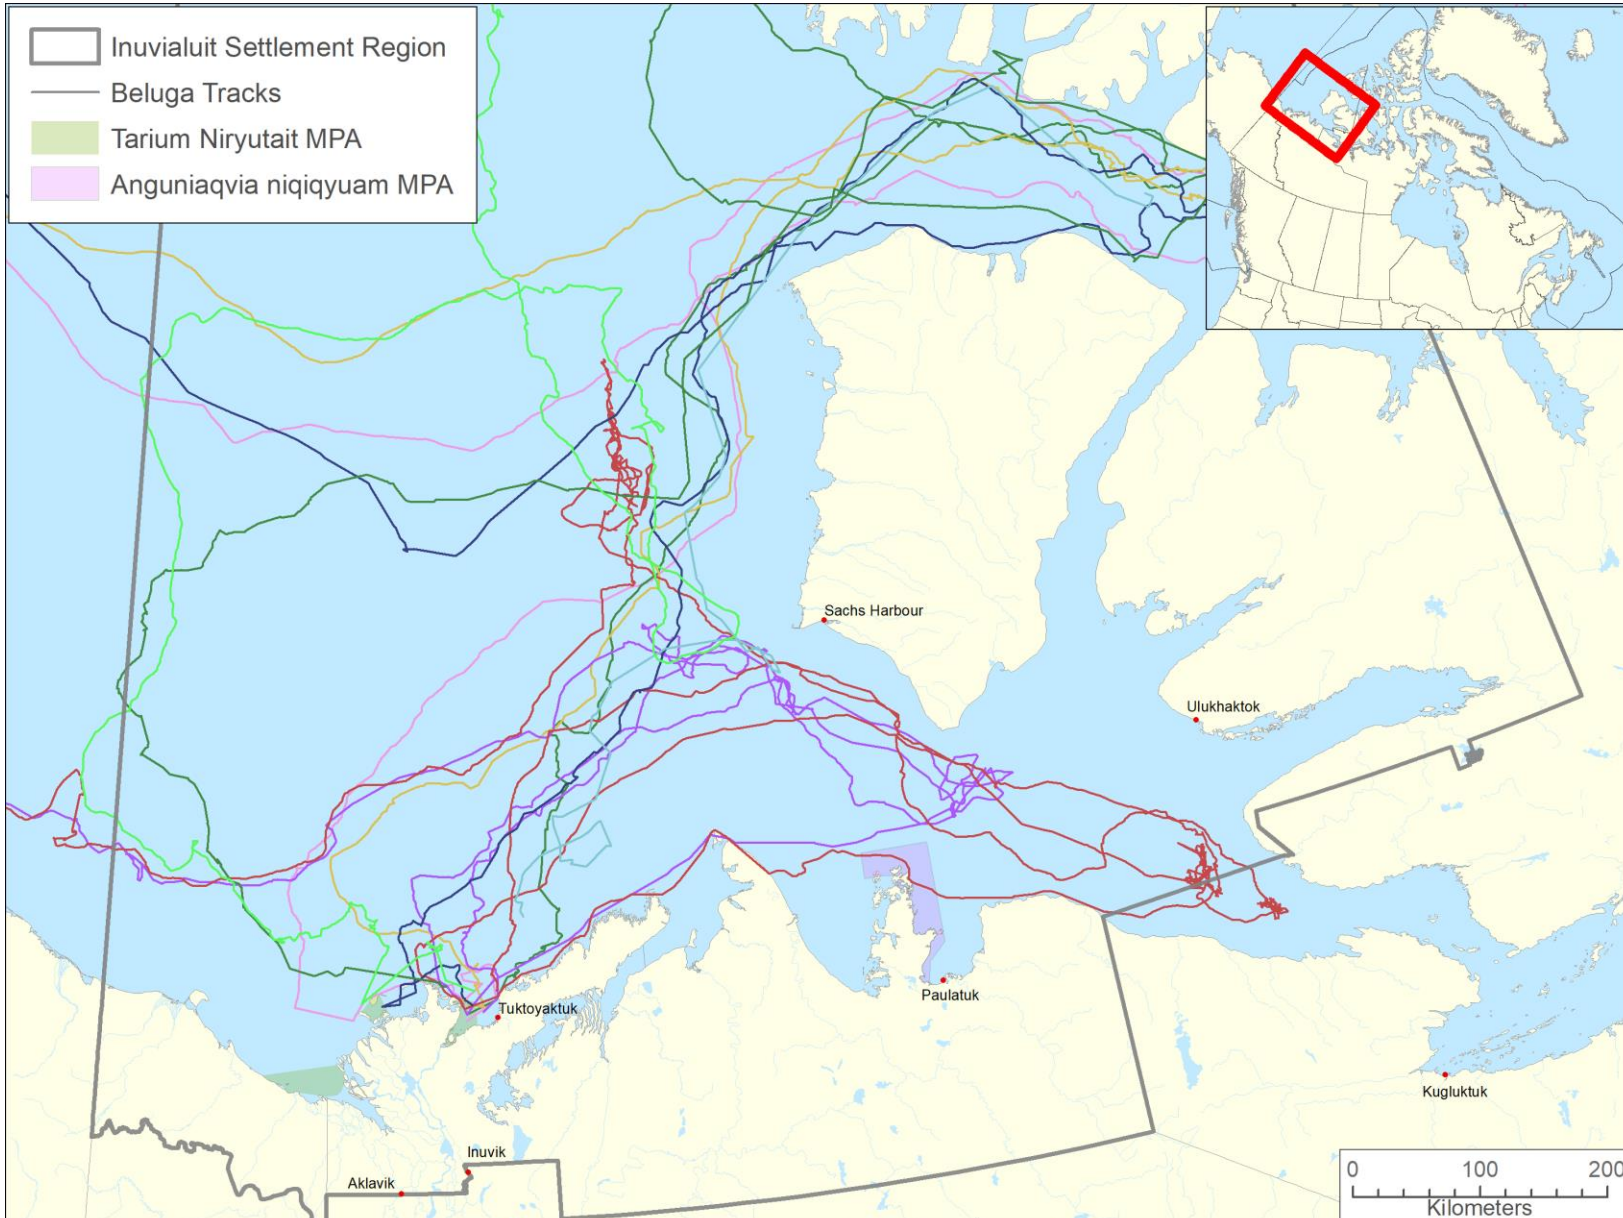 Inuvialuit Settlement Region
Beluga Tracks
Tarium Niryutait MPA
Anguniaqvia niqiqyuam MPA
Sachs Harbour
Ulukhaktok
Paulatuk
Tuktoyaktuk
Kugluktuk
Inuvik
Aklavik
0 100 200
Kilometers